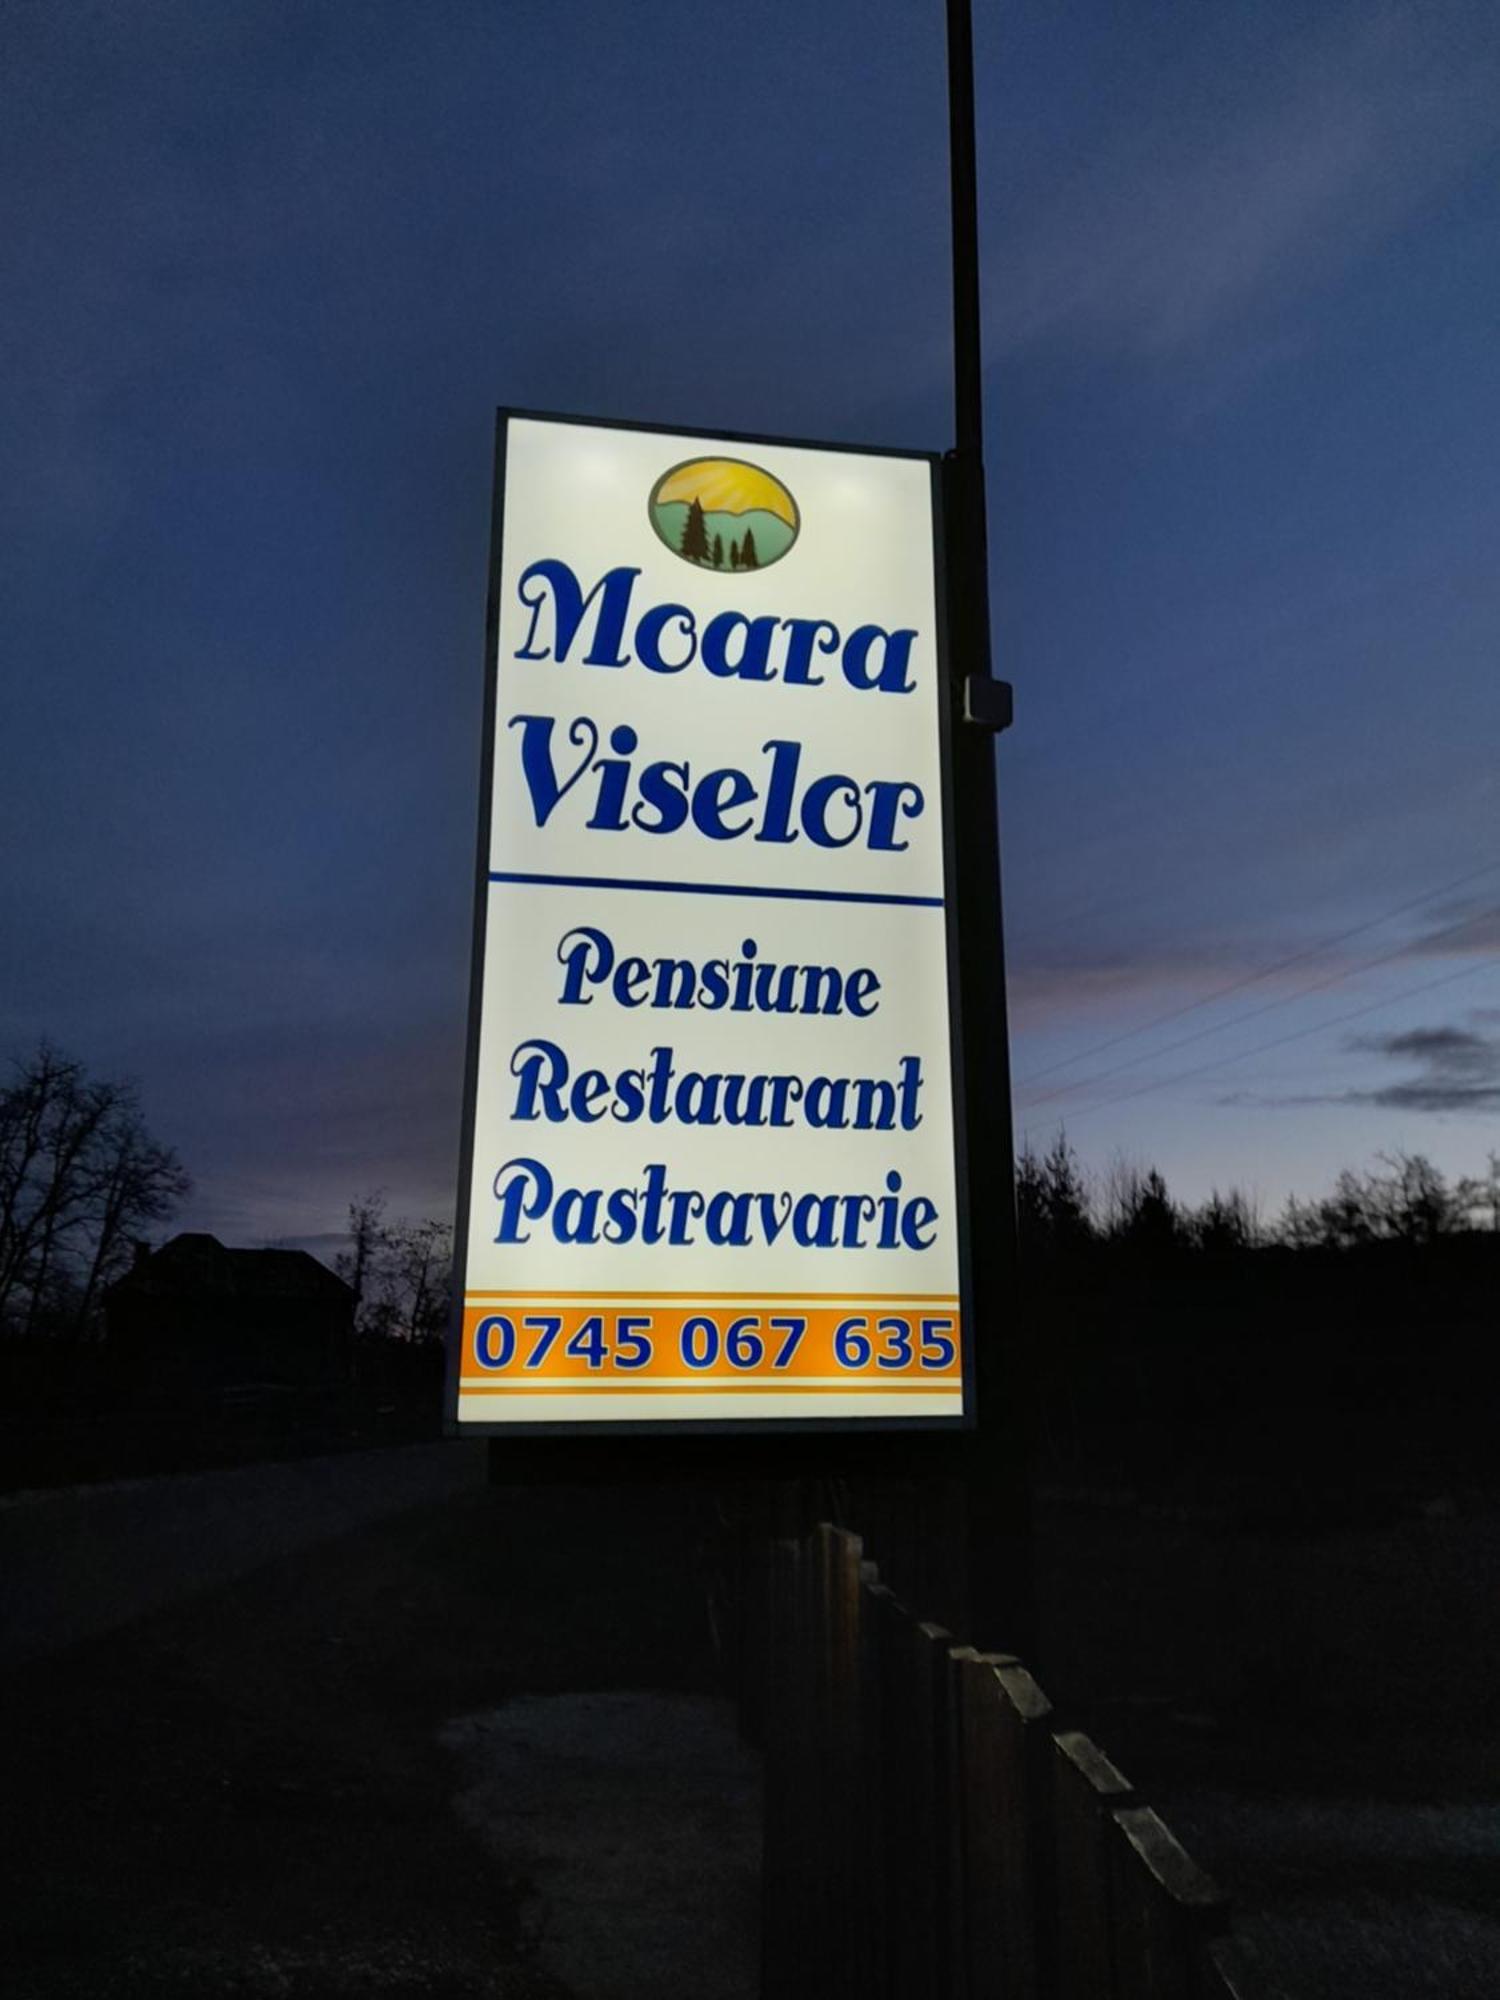 Moara
Viselor
Pensiune
Restaurant
Pastravarie
0745 067 635